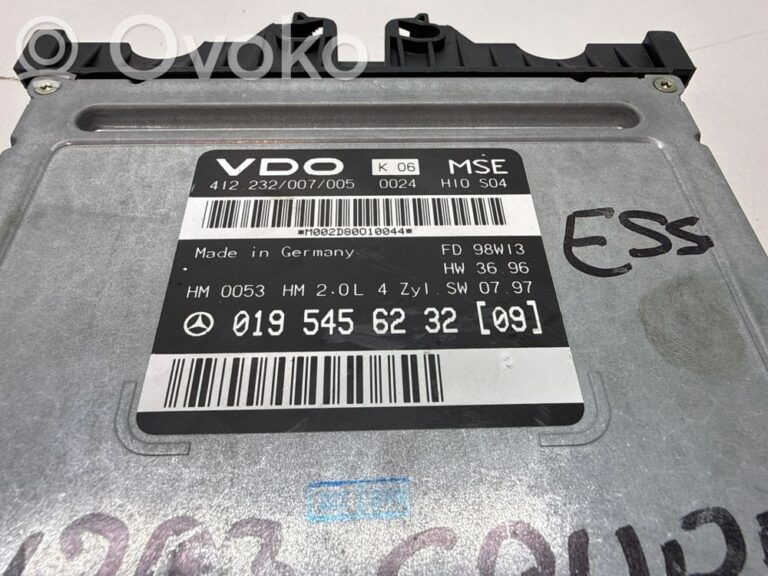 Ovoko
VDO K 06 MSE
412.232/007/005 0024 H10 S04
*M002D80010044*
Made in Germany. FD 98W13
HW 36.96
HM 0053 HM 2.0L 4 Zyl. SW 07.97
019 545 62 32 [09]
ESS